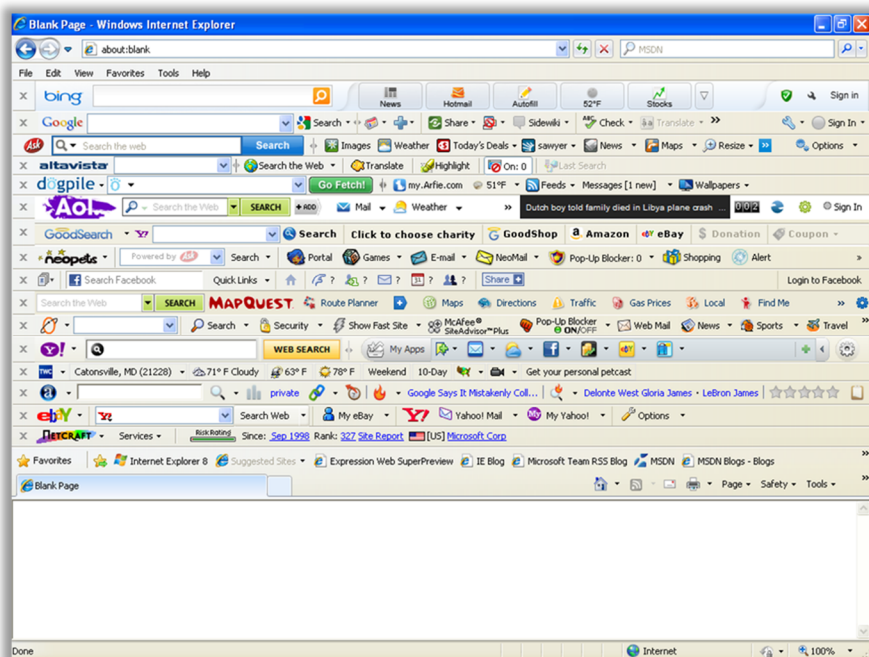 Blank Page - Windows Internet Explorer
about:blank MSDN
File Edit View Favorites Tools Help
bing News Hotmail Autofill 52°F Stocks Sign in
Google Search Share Sidewiki Check Translate Sign In
Ask Search the web Search Images Weather Today's Deals sawyer News Maps Resize Options
altavista Search the Web Translate Highlight On: 0 Last Search
dogpile Go Fetch! my.Arfie.com 51°F Feeds Messages [1 new] Wallpapers
Aol. Search the Web SEARCH ADD Mail Weather » Dutch boy told family died in Libya plane crash ... 002 Sign In
GoodSearch Search Click to choose charity GoodShop Amazon eBay Donation Coupon
neopets Powered by Ask Search Portal Games E-mail NeoMail Pop-Up Blocker: 0 Shopping Alert »
Search Facebook Quick Links ? ? ? ? ? Share Login to Facebook
Search the Web SEARCH MAPQUEST Route Planner Maps Directions Traffic Gas Prices Local Find Me »
Search Security Show Fast Site McAfee® SiteAdvisor™Plus Pop-Up Blocker ON/OFF Web Mail News Sports Travel »
Y! WEB SEARCH My Apps
TWC Catonsville, MD (21228) 71° F Cloudy 63° F 78° F Weekend 10-Day Get your personal petcast
a private Google Says It Mistakenly Coll... Delonte West Gloria James • LeBron James
ebY Y! Search Web My eBay Y! Yahoo! Mail My Yahoo! Options
NETCRAFT Services Risk Rating Since: Sep 1998 Rank: 327 Site Report [US] Microsoft Corp
Favorites Internet Explorer 8 Suggested Sites Expression Web SuperPreview IE Blog Microsoft Team RSS Blog MSDN MSDN Blogs - Blogs »
Blank Page Page Safety Tools »
Done Internet 100%